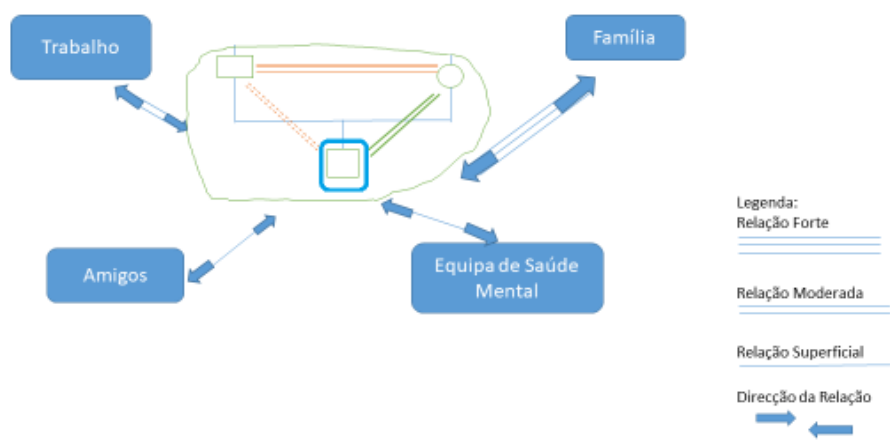 Trabalho
Família
Amigos
Equipa de Saúde
Mental
Legenda:
Relação Forte
Relação Moderada
Relação Superficial
Direcção da Relação